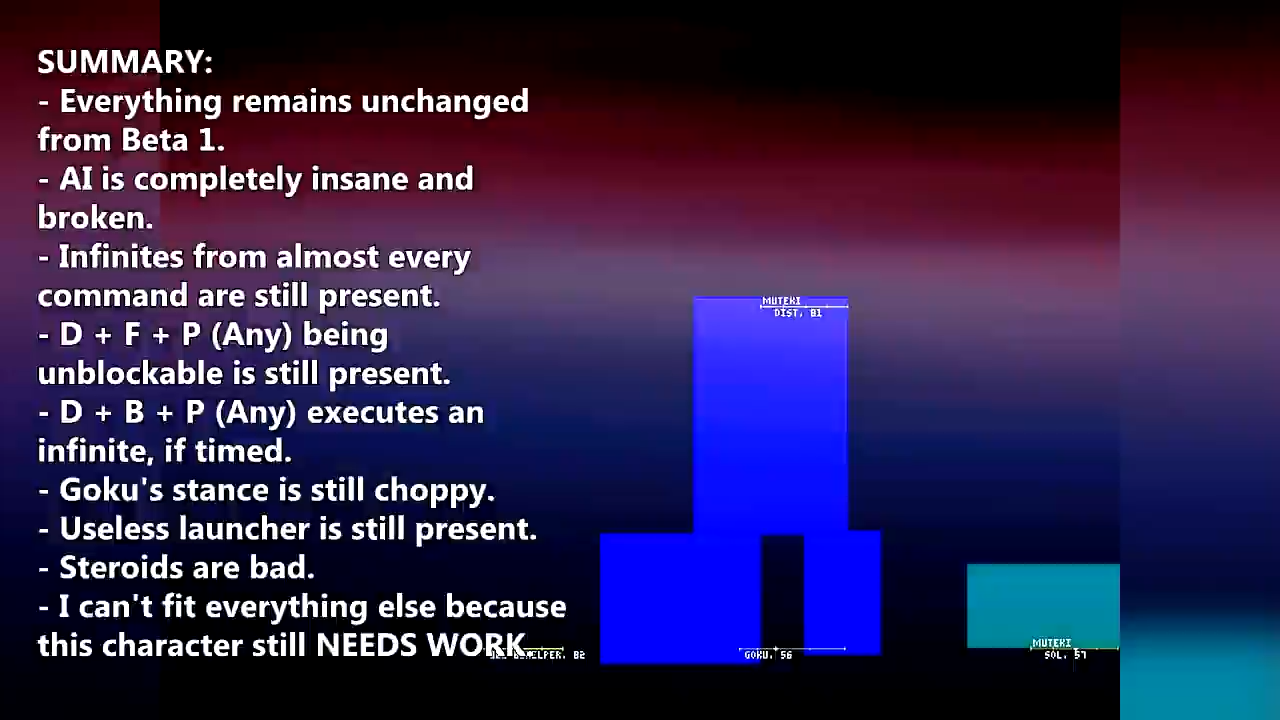 SUMMARY:
- Everything remains unchanged
from Beta 1.
- AI is completely insane and
broken.
- Infinites from almost every
command are still present.
- D + F + P (Any) being
unblockable is still present.
- D + B + P (Any) executes an
infinite, if timed.
- Goku's stance is still choppy.
- Useless launcher is still present.
- Steroids are bad.
- I can't fit everything else because
this character still NEEDS WORK.
MUTEKI
DIST, 81
82
GOKU, 56
MUTEKI
SOL, 57